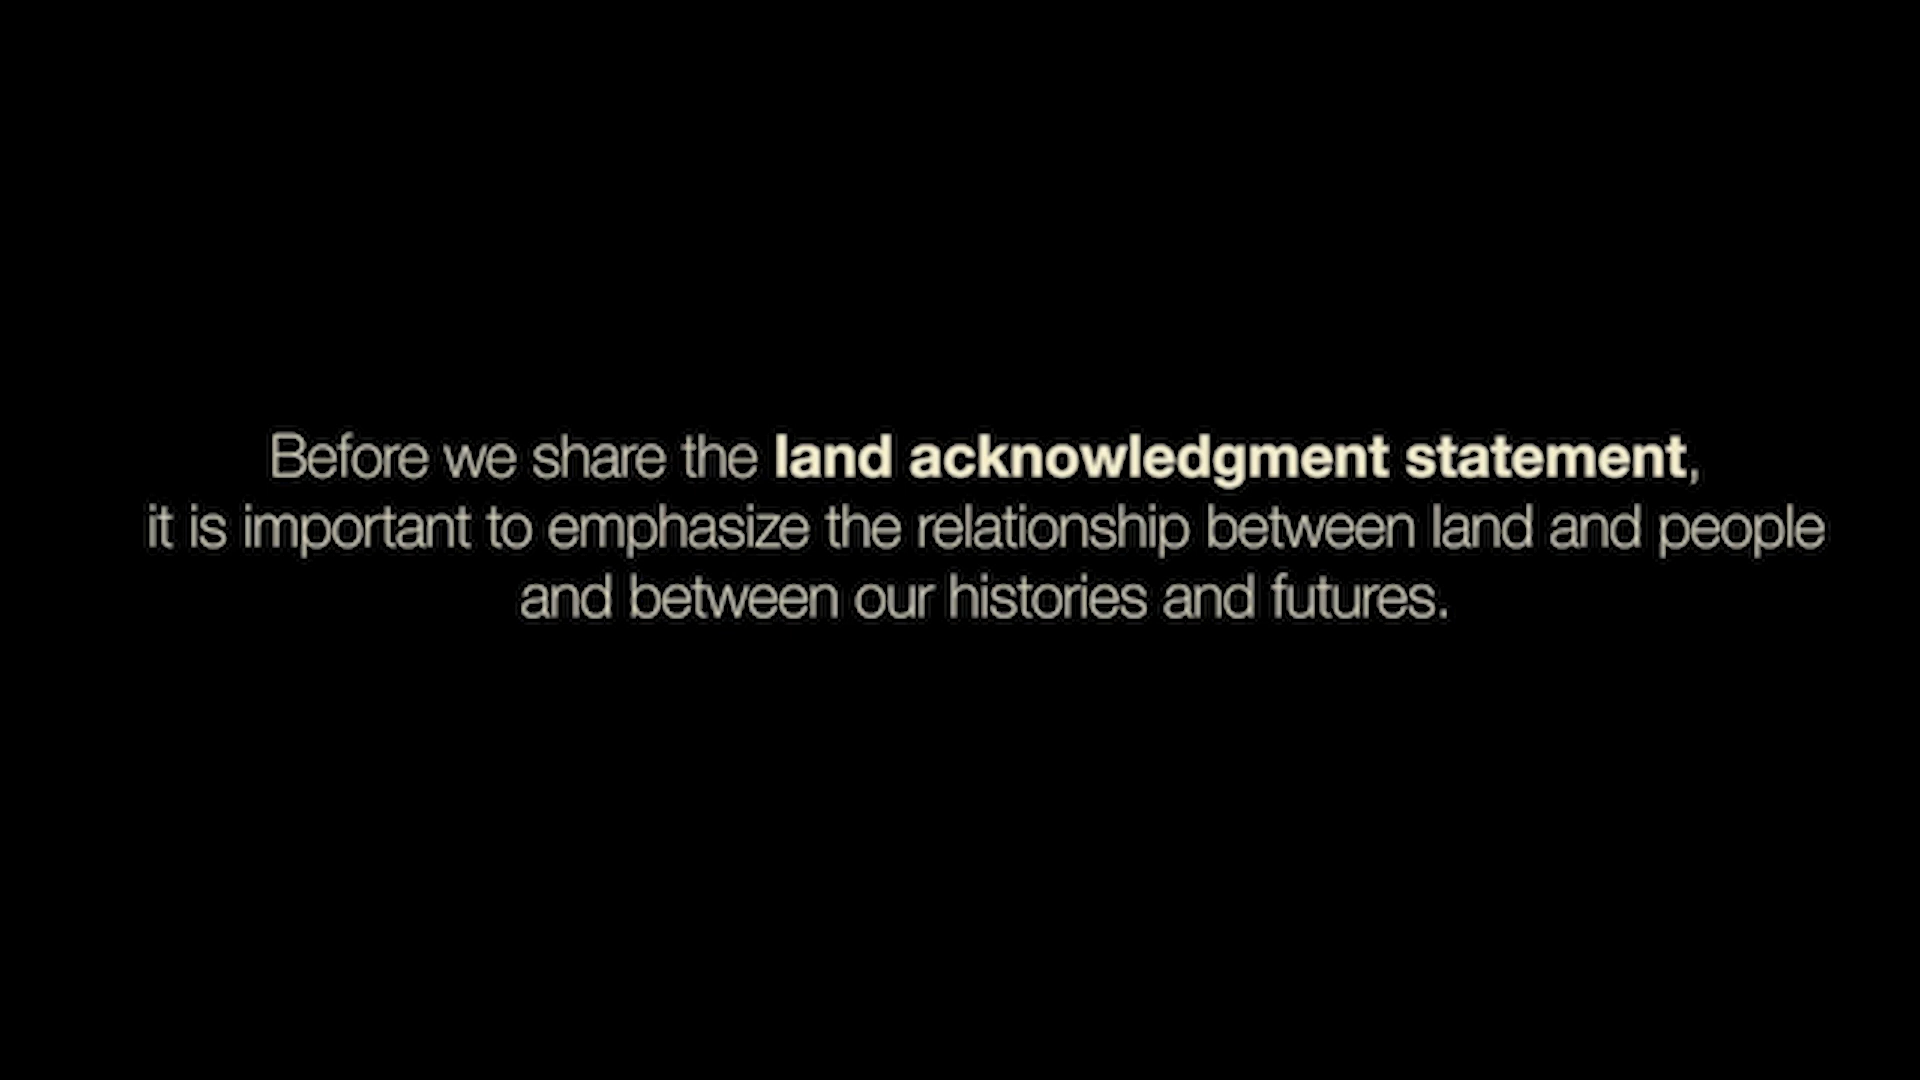 Before we share the land acknowledgment statement,
it is important to emphasize the relationship between land and people
and between our histories and futures.